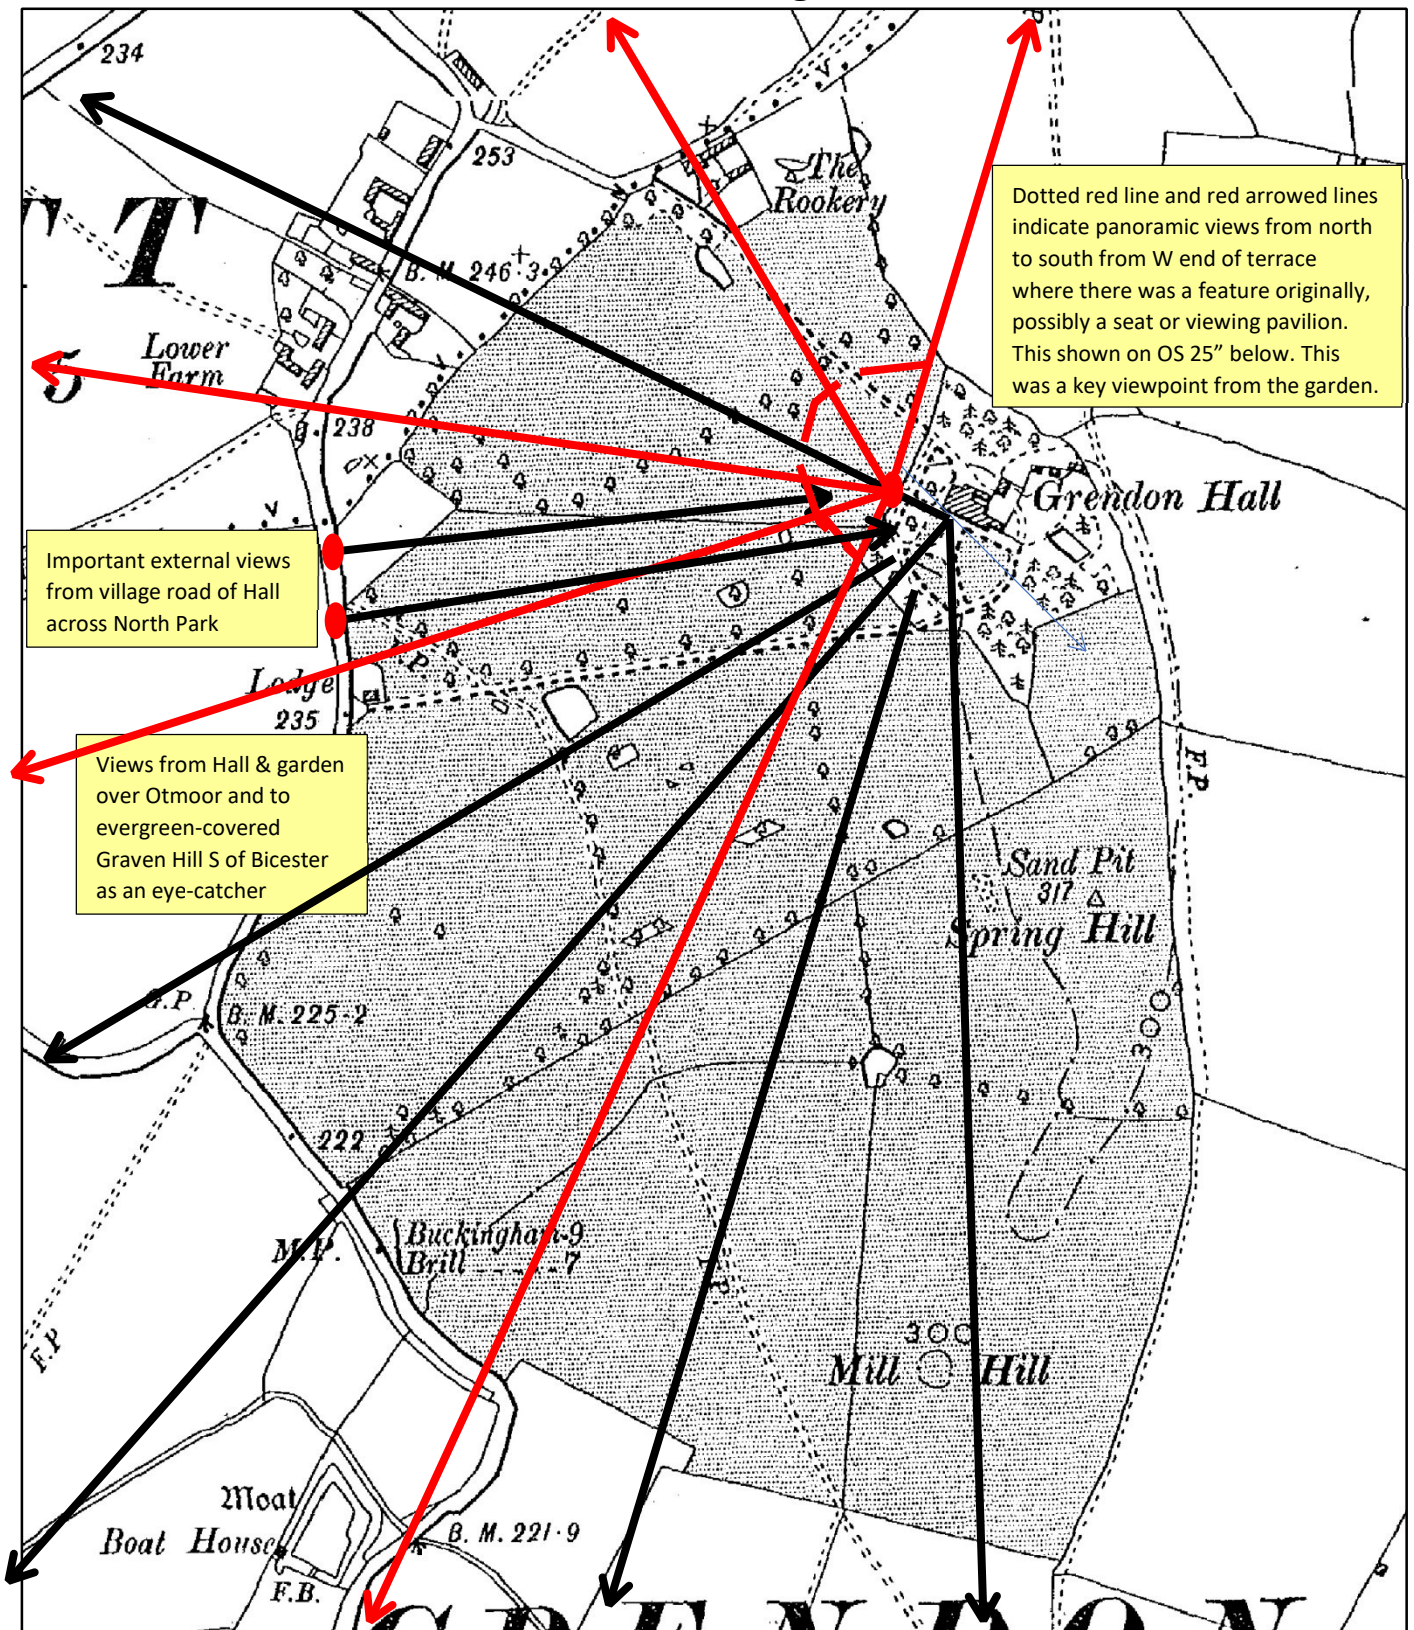 234
253
The
Rookery
T T
B. M. 246·3
Dotted red line and red arrowed lines
indicate panoramic views from north
to south from W end of terrace
where there was a feature originally,
possibly a seat or viewing pavilion.
This shown on OS 25” below. This
was a key viewpoint from the garden.
5
Lower
Farm
238
Grendon Hall
Important external views
from village road of Hall
across North Park
Lodge
235
F.P.
Views from Hall & garden
over Otmoor and to
evergreen-covered
Graven Hill S of Bicester
as an eye-catcher
Sand Pit
317
Spring Hill
G.P
B. M. 225·2
300
222
M.P.
Buckingham 9
Brill 7
F.P
300
Mill Hill
Moat
Boat House
B. M. 221·9
F.B.
GRENDON